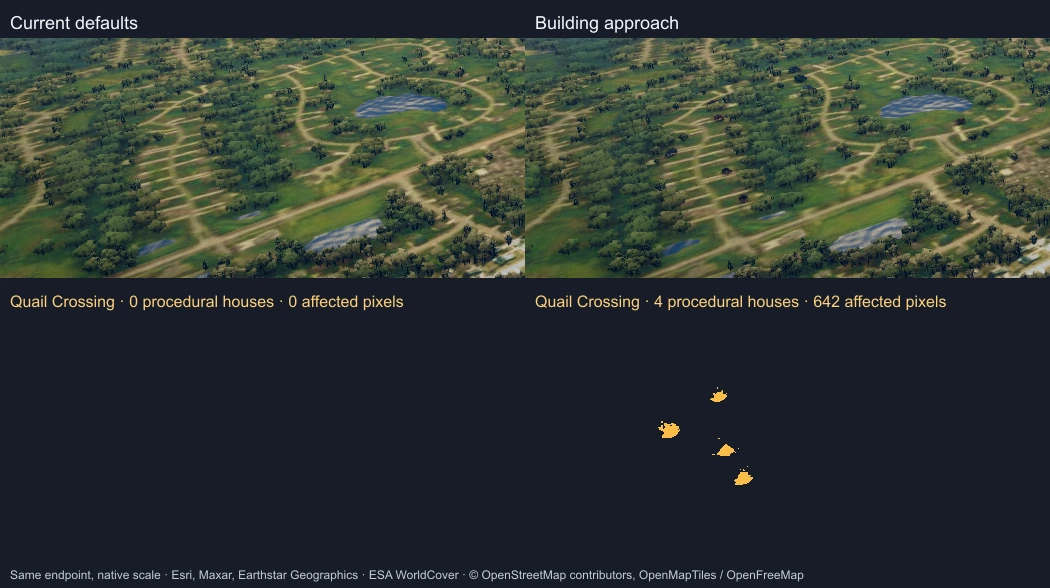 Current defaults
Building approach
Quail Crossing · 0 procedural houses · 0 affected pixels
Quail Crossing · 4 procedural houses · 642 affected pixels
Same endpoint, native scale · Esri, Maxar, Earthstar Geographics · ESA WorldCover · © OpenStreetMap contributors, OpenMapTiles / OpenFreeMap